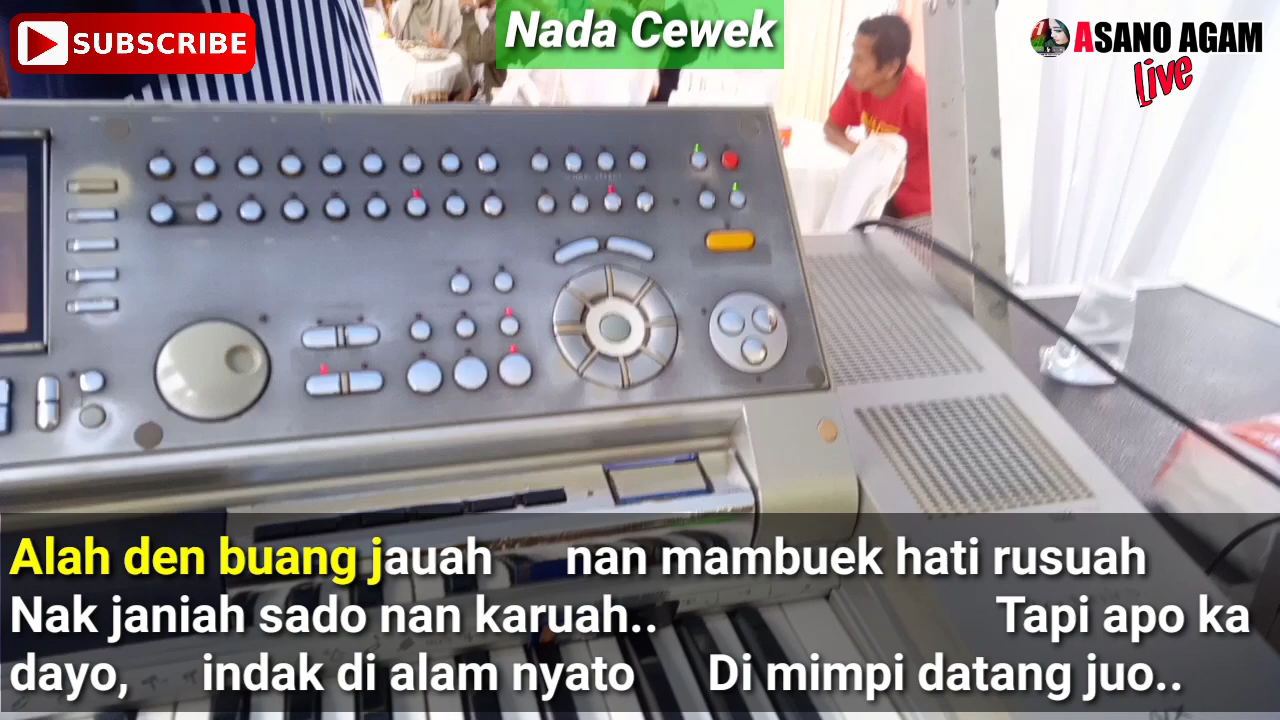 SUBSCRIBE
Nada Cewek
ASANO AGAM
Live
Alah den buang jauah nan mambuek hati rusuah
Nak janiah sado nan karuah.. Tapi apo ka
dayo, indak di alam nyato Di mimpi datang juo..